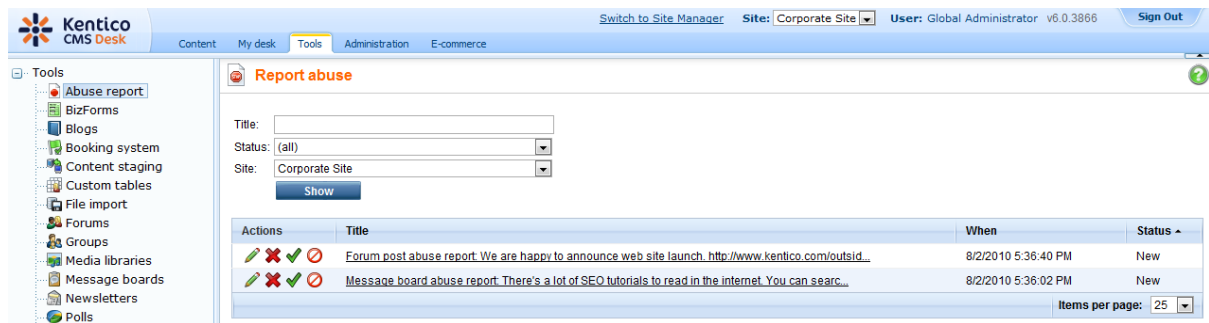 Kentico
CMS Desk
Switch to Site Manager Site: Corporate Site User: Global Administrator v6.0.3866 Sign Out
Content My desk Tools Administration E-commerce
Tools
Abuse report
BizForms
Blogs
Booking system
Content staging
Custom tables
File import
Forums
Groups
Media libraries
Message boards
Newsletters
Polls
Report abuse
Title:
Status: (all)
Site: Corporate Site
Show
Actions Title When Status
Forum post abuse report: We are happy to announce web site launch. http://www.kentico.com/outsid... 8/2/2010 5:36:40 PM New
Message board abuse report: There's a lot of SEO tutorials to read in the internet. You can searc... 8/2/2010 5:36:02 PM New
Items per page: 25